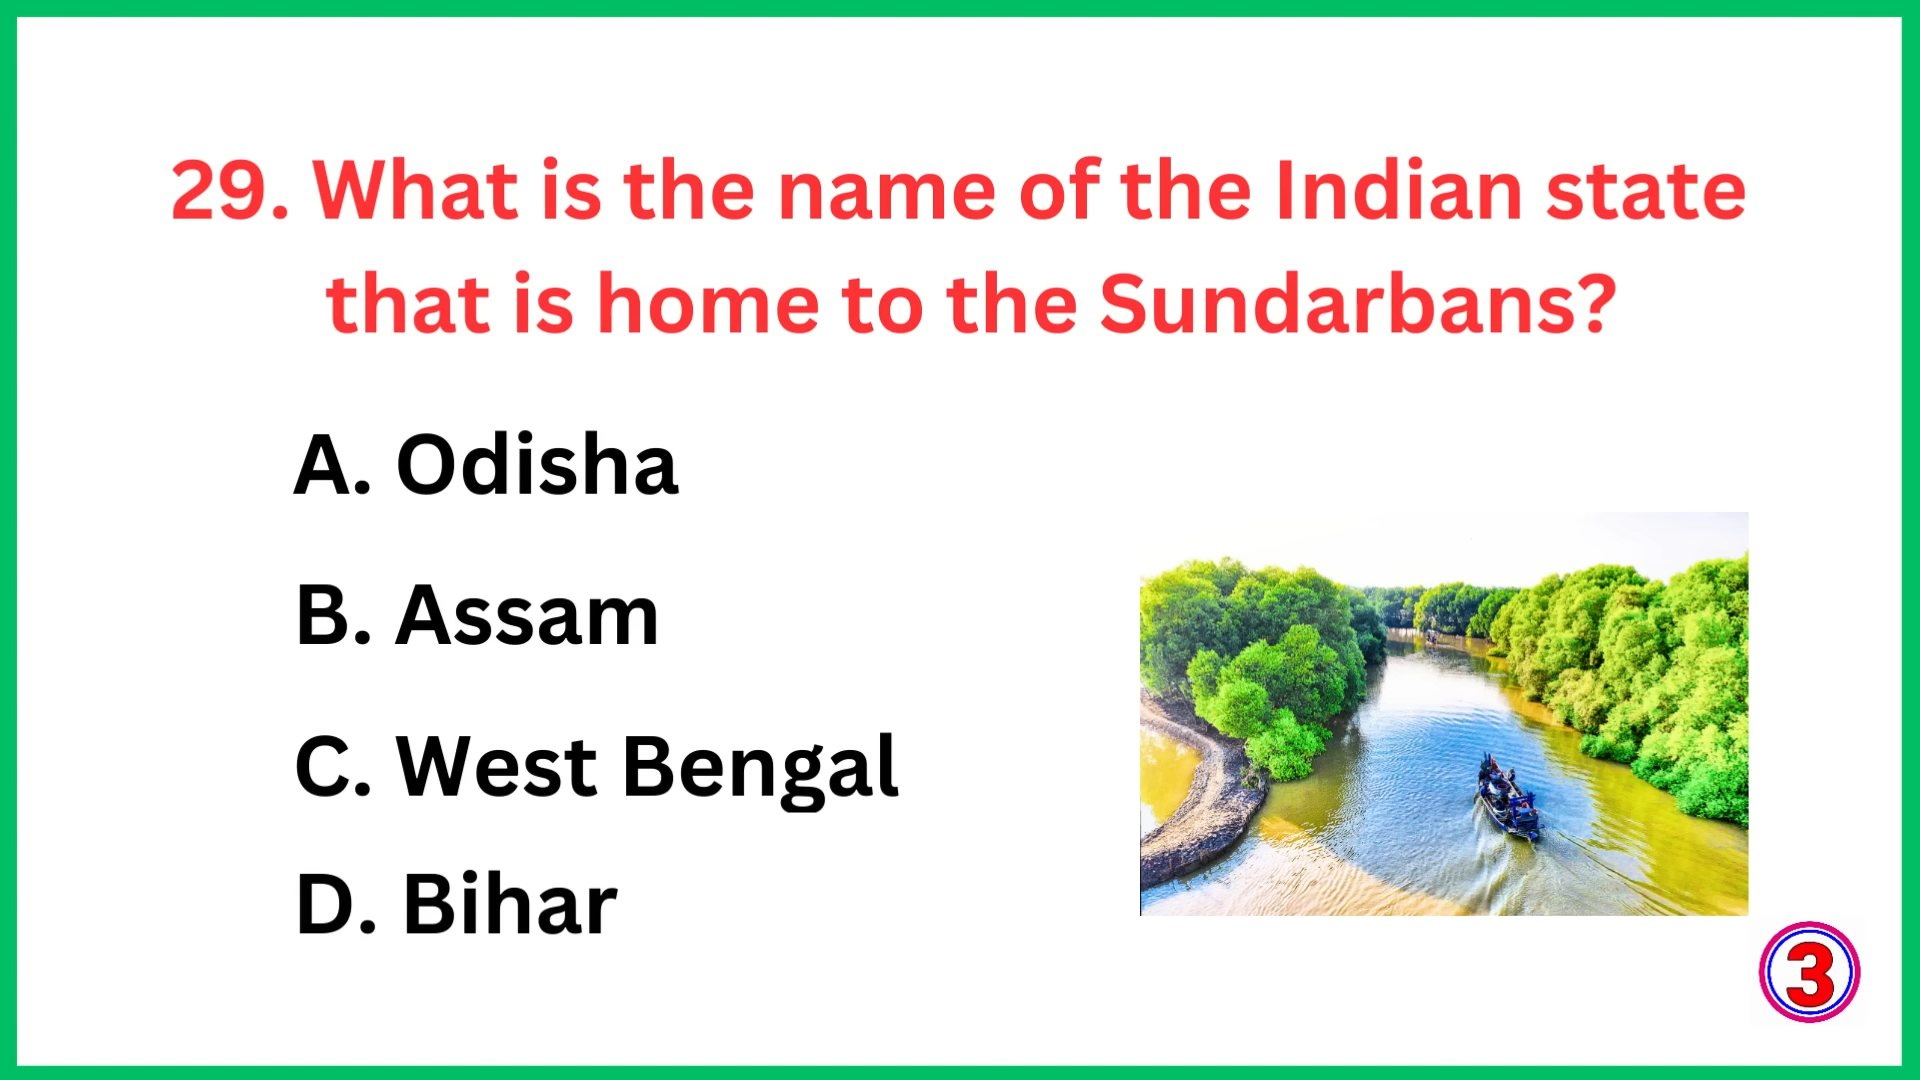 29. What is the name of the Indian state
that is home to the Sundarbans?
A. Odisha
B. Assam
C. West Bengal
D. Bihar
3